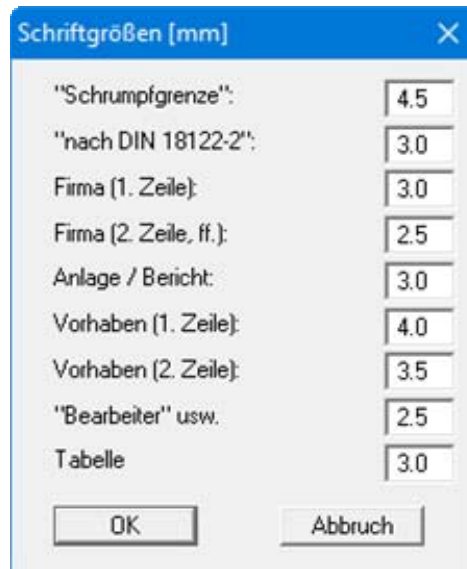 Schriftgrößen [mm]
"Schrumpfgrenze": 4.5
"nach DIN 18122-2": 3.0
Firma (1. Zeile): 3.0
Firma (2. Zeile, ff.): 2.5
Anlage / Bericht: 3.0
Vorhaben (1. Zeile): 4.0
Vorhaben (2. Zeile): 3.5
"Bearbeiter" usw. 2.5
Tabelle 3.0
OK Abbruch